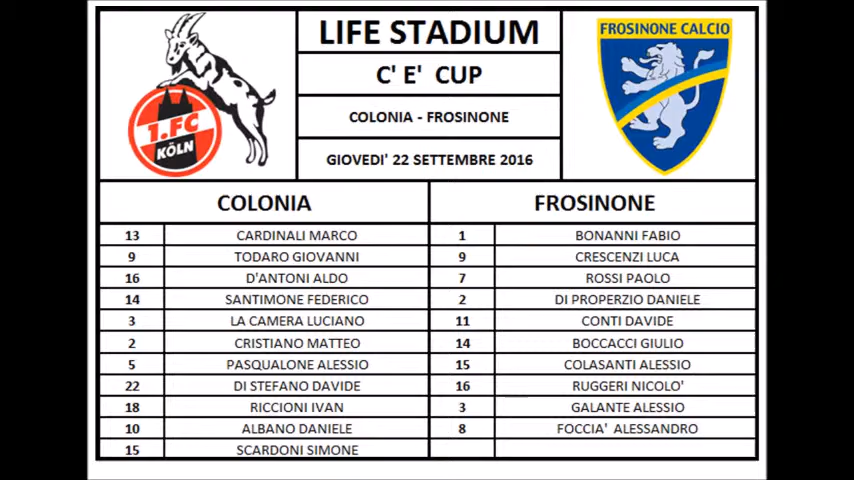 LIFE STADIUM
C' E' CUP
COLONIA - FROSINONE
GIOVEDI' 22 SETTEMBRE 2016
1.FC
KÖLN
FROSINONE CALCIO
COLONIA FROSINONE
13 CARDINALI MARCO 1 BONANNI FABIO
9 TODARO GIOVANNI 9 CRESCENZI LUCA
16 D'ANTONI ALDO 7 ROSSI PAOLO
14 SANTIMONE FEDERICO 2 DI PROPERZIO DANIELE
3 LA CAMERA LUCIANO 11 CONTI DAVIDE
2 CRISTIANO MATTEO 14 BOCCACCI GIULIO
5 PASQUALONE ALESSIO 15 COLASANTI ALESSIO
22 DI STEFANO DAVIDE 16 RUGGERI NICOLO'
18 RICCIONI IVAN 3 GALANTE ALESSIO
10 ALBANO DANIELE 8 FOCCIA' ALESSANDRO
15 SCARDONI SIMONE